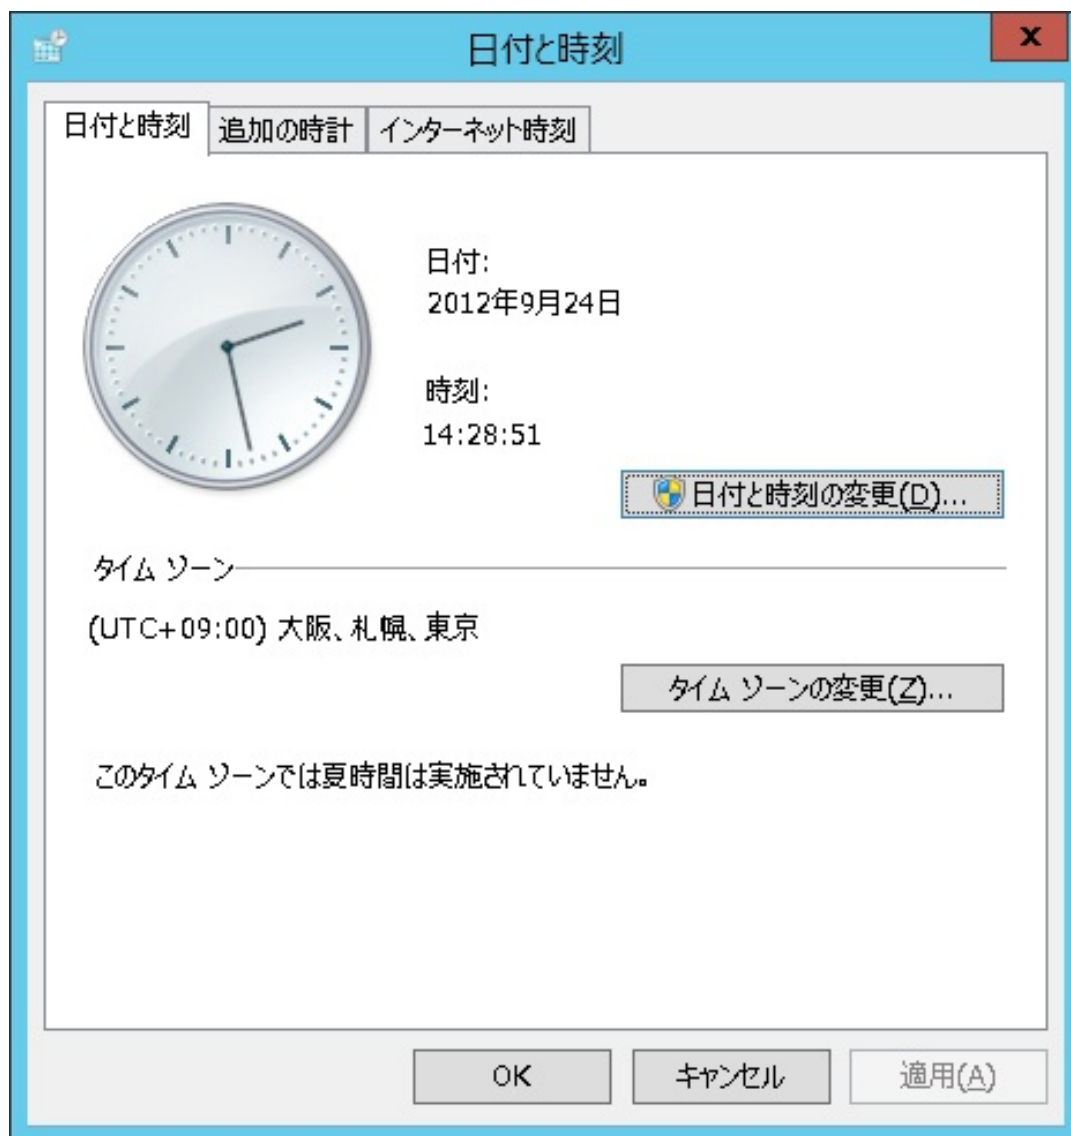 日付と時刻
x
日付と時刻 追加の時計 インターネット時刻
日付:
2012年9月24日
時刻:
14:28:51
日付と時刻の変更(D)...
タイム ゾーン
(UTC+09:00) 大阪、札幌、東京
タイム ゾーンの変更(Z)...
このタイム ゾーンでは夏時間は実施されていません。
OK キャンセル 適用(A)